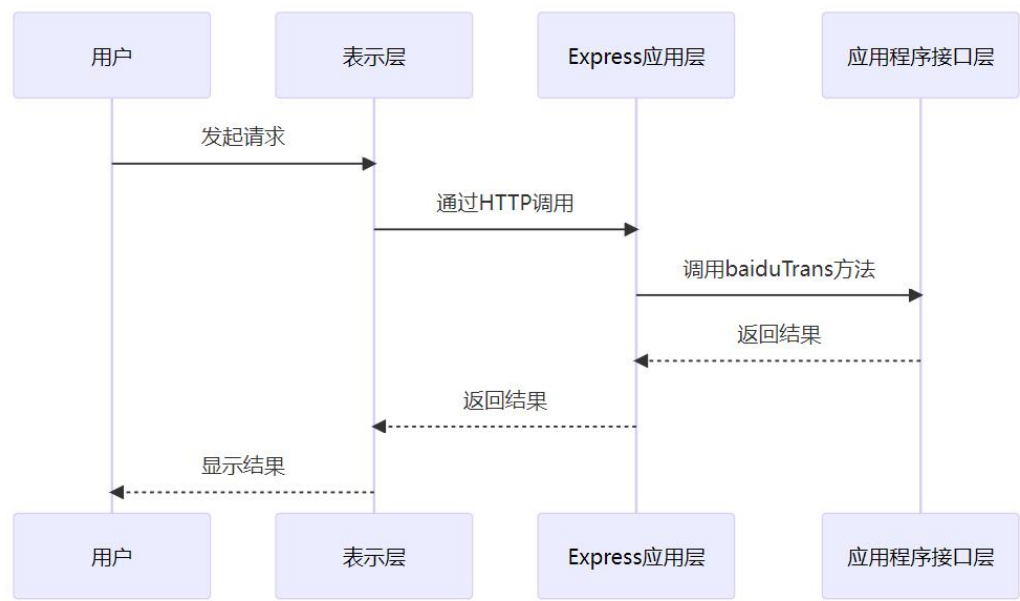 用户
表示层
Express应用层
应用程序接口层
发起请求
通过HTTP调用
调用baiduTrans方法
返回结果
返回结果
显示结果
用户
表示层
Express应用层
应用程序接口层